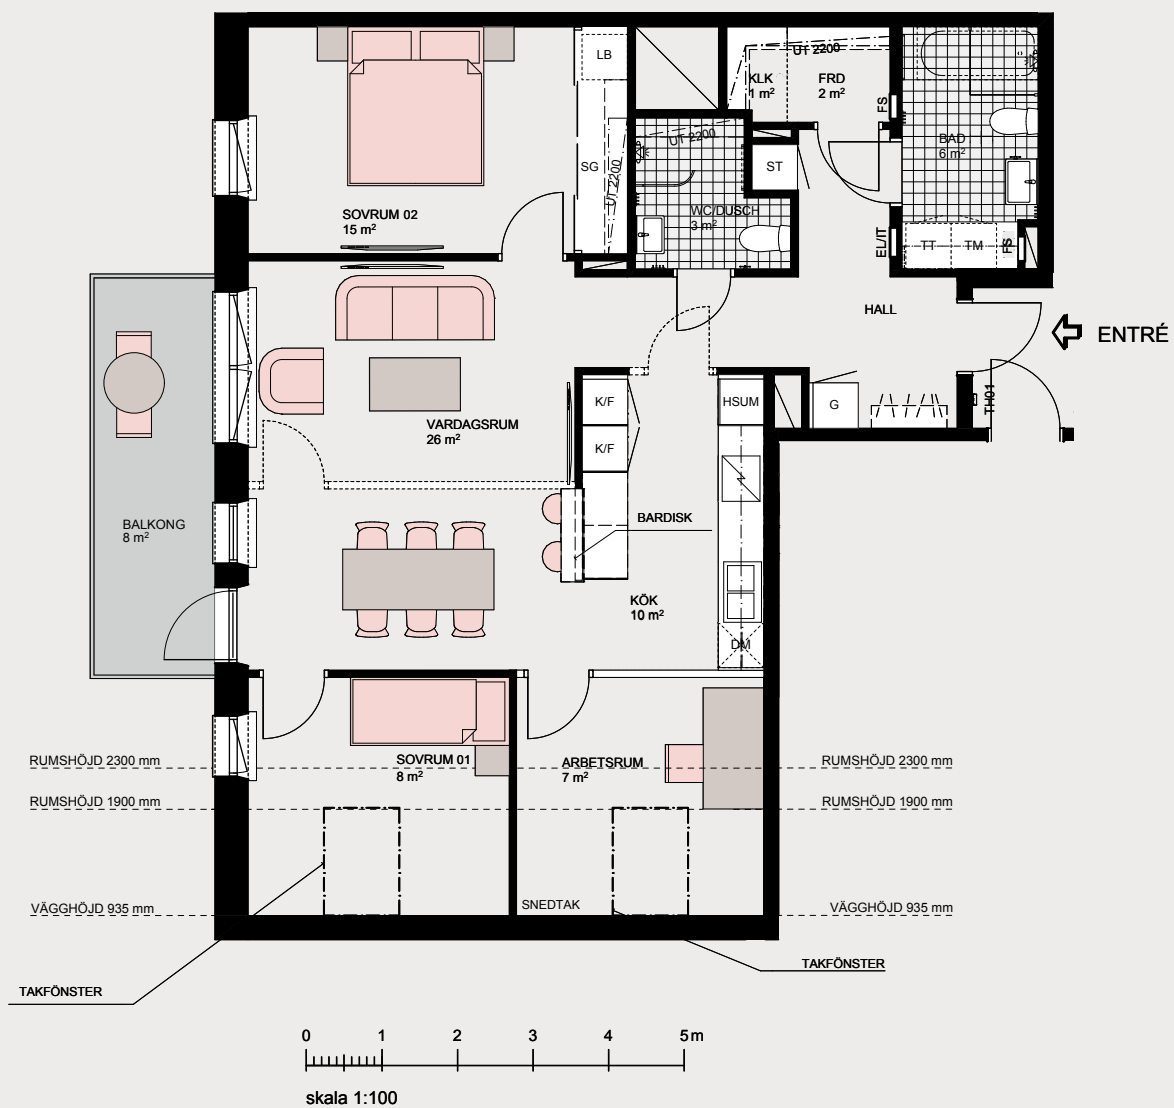 LB
UT 2200
KLK
1 m²
FRD
2 m²
FS
BAD
6 m²
UT 2200
ST
SG
UT 2200
WC/DUSCH
3 m²
SOVRUM 02
15 m²
EL/IT
TT
TM
FS
HALL
ENTRÉ
K/F
HSUM
G
TH01
VARDAGSRUM
26 m²
K/F
BALKONG
8 m²
BARDISK
KÖK
10 m²
DM
RUMSHÖJD 2300 mm
SOVRUM 01
8 m²
ARBETSRUM
7 m²
RUMSHÖJD 2300 mm
RUMSHÖJD 1900 mm
RUMSHÖJD 1900 mm
VÄGGHÖJD 935 mm
SNEDTAK
VÄGGHÖJD 935 mm
TAKFÖNSTER
TAKFÖNSTER
0 1 2 3 4 5m
skala 1:100